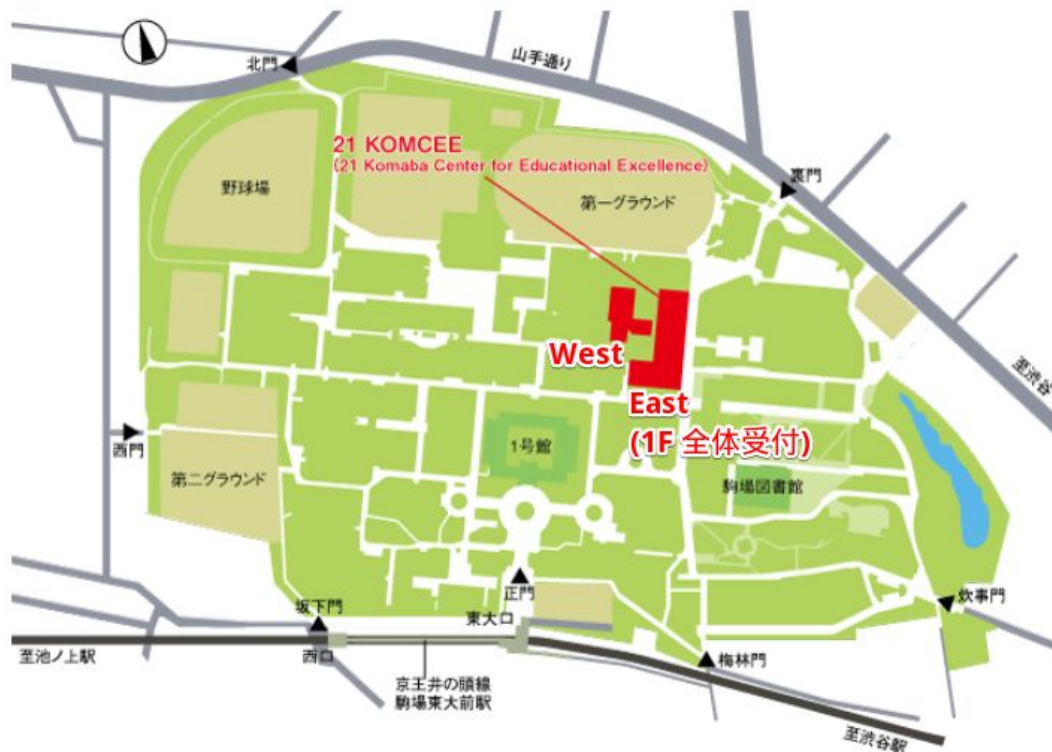 山手通り
北門
21 KOMCEE
(21 Komaba Center for Educational Excellence)
裏門
野球場
第一グラウンド
West
至渋谷
East
(1F 全体受付)
西門
1号館
第二グラウンド
駒場図書館
正門
炊事門
坂下門
東大口
至池ノ上駅
西口
梅林門
京王井の頭線
駒場東大前駅
至渋谷駅